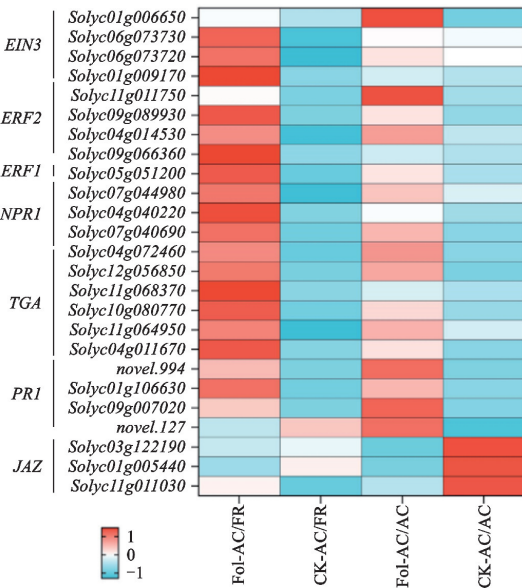 EIN3
Solyc01g006650
Solyc06g073730
Solyc06g073720
Solyc01g009170
ERF2
Solyc11g011750
Solyc09g089930
Solyc04g014530
Solyc09g066360
ERF1
Solyc05g051200
NPR1
Solyc07g044980
Solyc04g040220
Solyc07g040690
TGA
Solyc04g072460
Solyc12g056850
Solyc11g068370
Solyc10g080770
Solyc11g064950
Solyc04g011670
PR1
novel.994
Solyc01g106630
Solyc09g007020
novel.127
JAZ
Solyc03g122190
Solyc01g005440
Solyc11g011030
Fol-AC/FR
CK-AC/FR
Fol-AC/AC
CK-AC/AC
1
0
−1